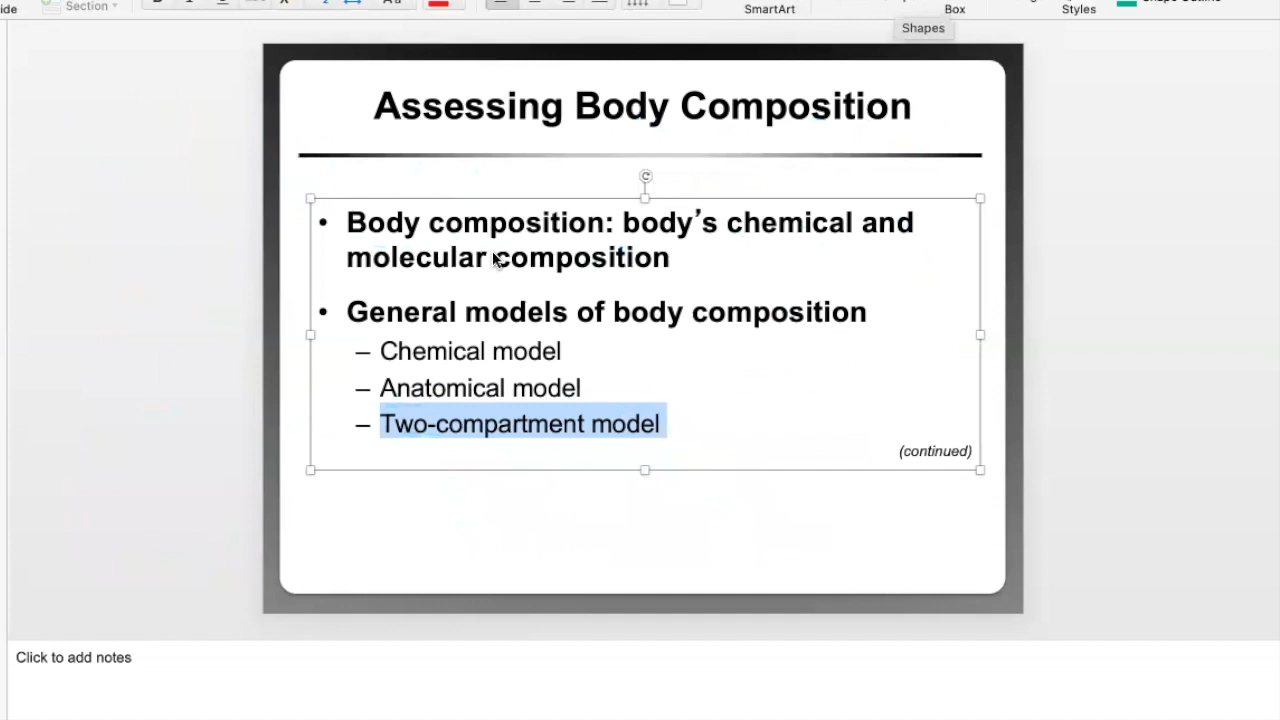 ide
Section
SmartArt
Box
Styles
Shapes
Assessing Body Composition
• Body composition: body’s chemical and
molecular composition
• General models of body composition
– Chemical model
– Anatomical model
– Two-compartment model
(continued)
Click to add notes